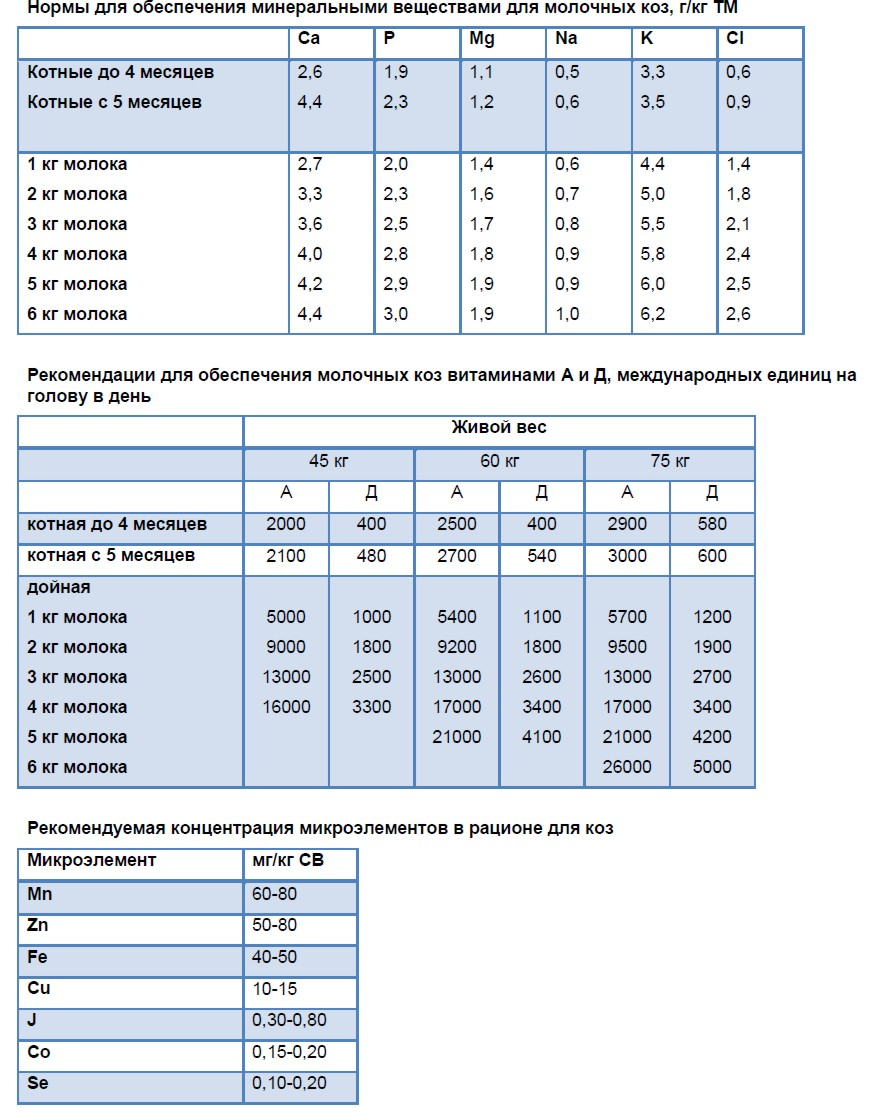 Нормы для обеспечения минеральными веществами для молочных коз, г/кг ТМ
Ca P Mg Na K Cl
Котные до 4 месяцев 2,6 1,9 1,1 0,5 3,3 0,6
Котные с 5 месяцев 4,4 2,3 1,2 0,6 3,5 0,9
1 кг молока 2,7 2,0 1,4 0,6 4,4 1,4
2 кг молока 3,3 2,3 1,6 0,7 5,0 1,8
3 кг молока 3,6 2,5 1,7 0,8 5,5 2,1
4 кг молока 4,0 2,8 1,8 0,9 5,8 2,4
5 кг молока 4,2 2,9 1,9 0,9 6,0 2,5
6 кг молока 4,4 3,0 1,9 1,0 6,2 2,6
Рекомендации для обеспечения молочных коз витаминами А и Д, международных единиц на
голову в день
Живой вес
45 кг 60 кг 75 кг
А Д А Д А Д
котная до 4 месяцев 2000 400 2500 400 2900 580
котная с 5 месяцев 2100 480 2700 540 3000 600
дойная
1 кг молока 5000 1000 5400 1100 5700 1200
2 кг молока 9000 1800 9200 1800 9500 1900
3 кг молока 13000 2500 13000 2600 13000 2700
4 кг молока 16000 3300 17000 3400 17000 3400
5 кг молока 21000 4100 21000 4200
6 кг молока 26000 5000
Рекомендуемая концентрация микроэлементов в рационе для коз
Микроэлемент мг/кг СВ
Mn 60-80
Zn 50-80
Fe 40-50
Cu 10-15
J 0,30-0,80
Co 0,15-0,20
Se 0,10-0,20